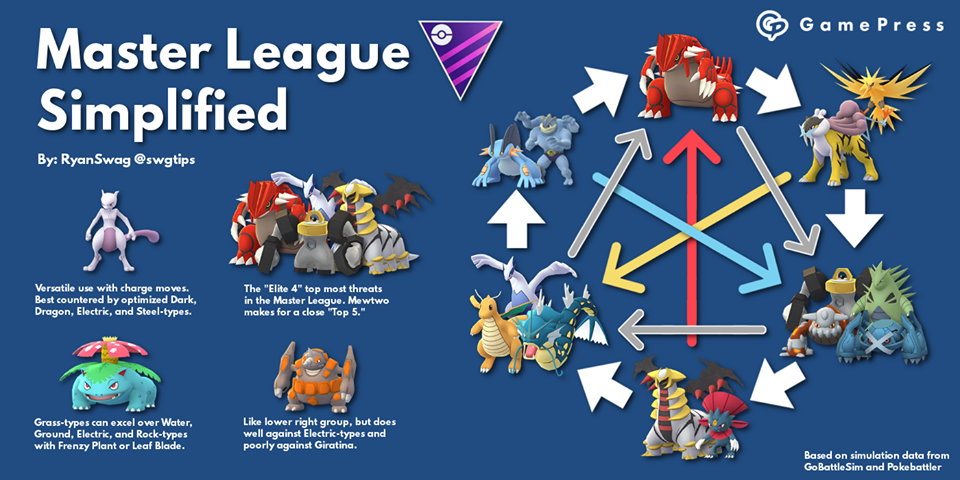 Master League
Simplified
By: RyanSwag @swgtips
GamePress
Versatile use with charge moves.
Best countered by optimized Dark,
Dragon, Electric, and Steel-types.
The "Elite 4" top most threats
in the Master League. Mewtwo
makes for a close "Top 5."
Grass-types can excel over Water,
Ground, Electric, and Rock-types
with Frenzy Plant or Leaf Blade.
Like lower right group, but does
well against Electric-types and
poorly against Giratina.
Based on simulation data from
GoBattleSim and Pokebattler